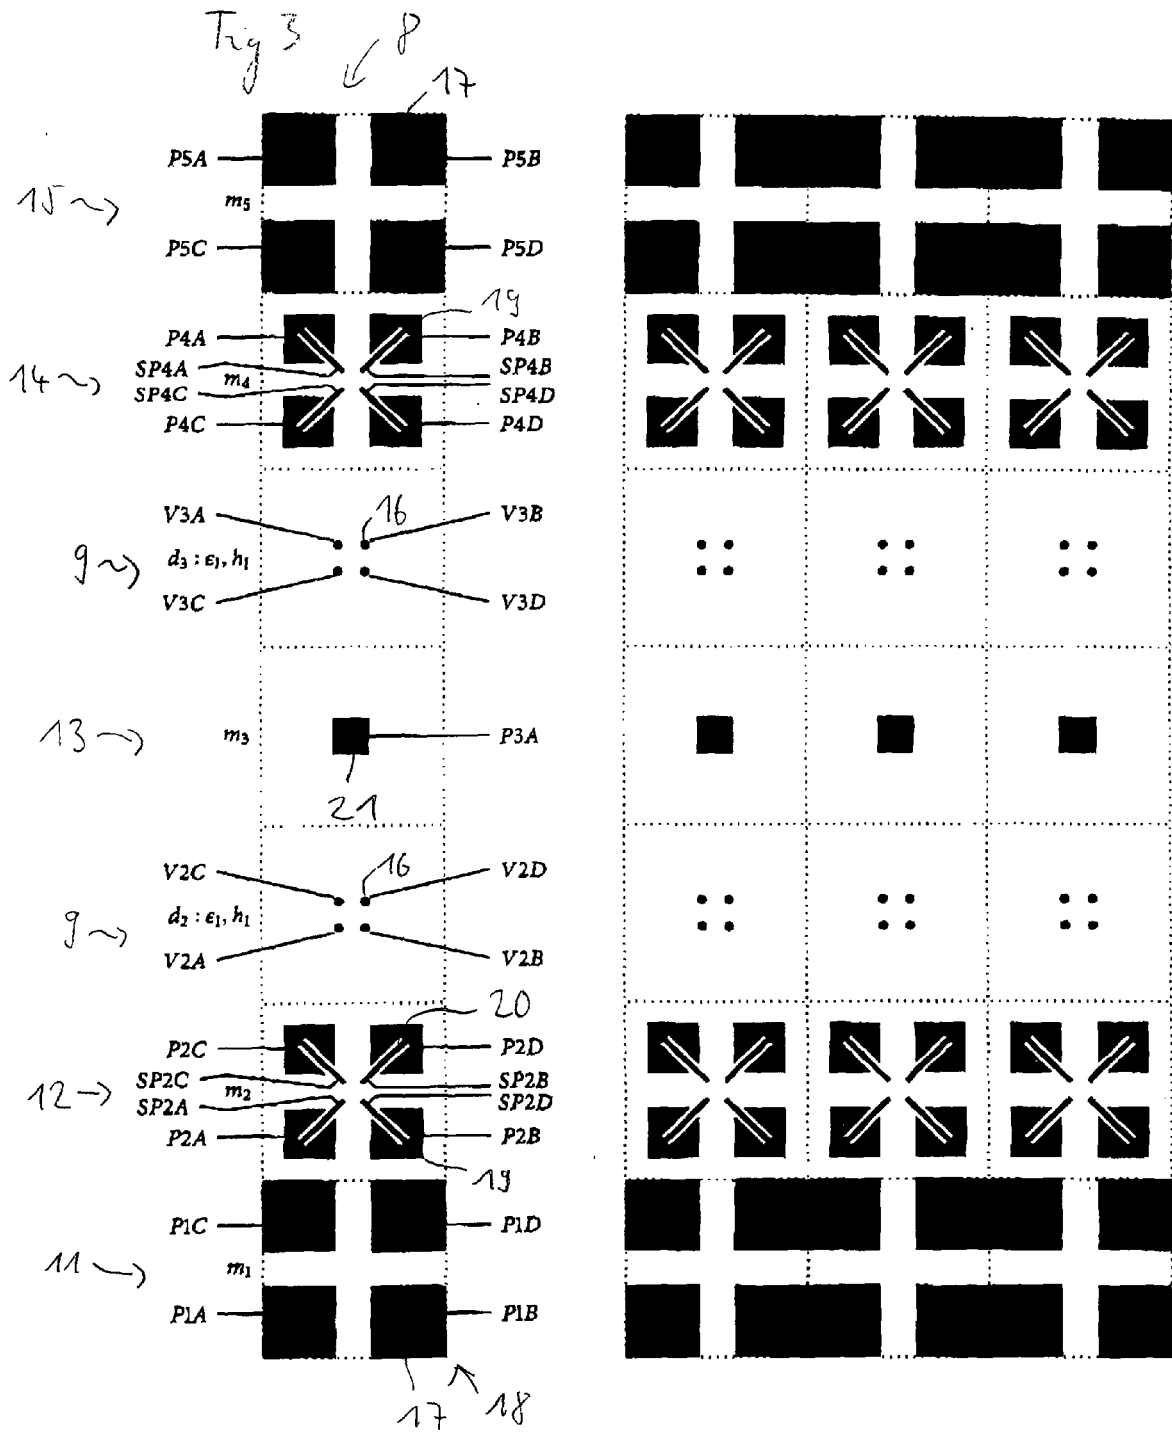 Fig 3 8
17
P5A P5B
15 m5
P5C P5D
19
P4A P4B
SP4A SP4B
14 m4
SP4C SP4D
P4C P4D
V3A 16 V3B
9 d3 : ϵ1, h1
V3C V3D
13 m3 P3A
21
V2C 16 V2D
9 d2 : ϵ1, h1
V2A V2B
20
P2C P2D
SP2C SP2B
12 m2
SP2A SP2D
P2A P2B
19
P1C P1D
11 m1
P1A P1B
17 18